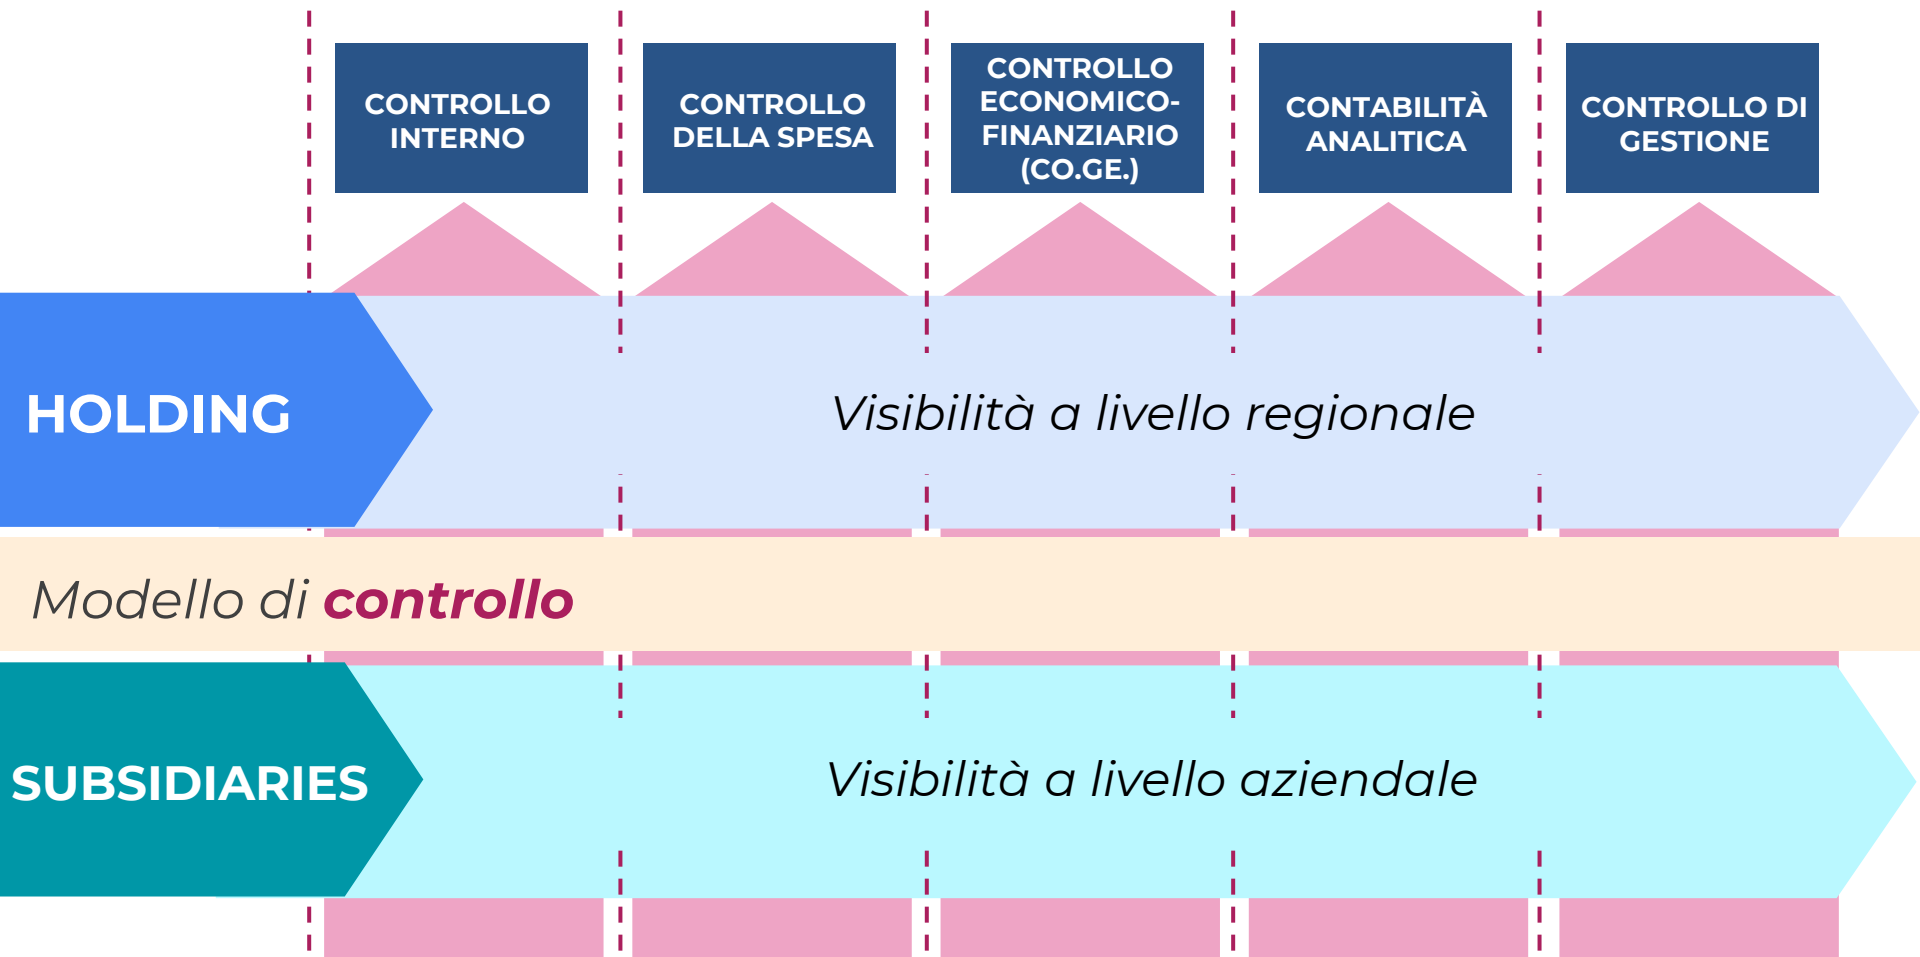 CONTROLLO
INTERNO
CONTROLLO
DELLA SPESA
CONTROLLO
ECONOMICO-
FINANZIARIO
(CO.GE.)
CONTABILITÀ
ANALITICA
CONTROLLO DI
GESTIONE
HOLDING
Visibilità a livello regionale
Modello di controllo
SUBSIDIARIES
Visibilità a livello aziendale